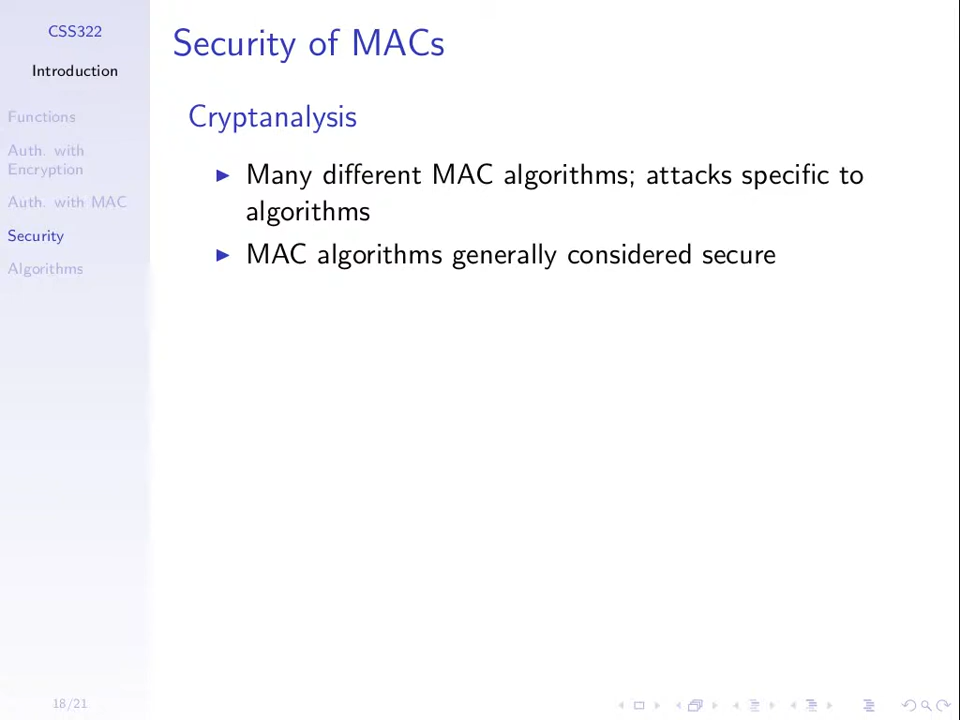 CSS322
Introduction
Functions
Auth. with
Encryption
Auth. with MAC
Security
Algorithms
Security of MACs
Cryptanalysis
Many different MAC algorithms; attacks specific to
algorithms
MAC algorithms generally considered secure
18/21